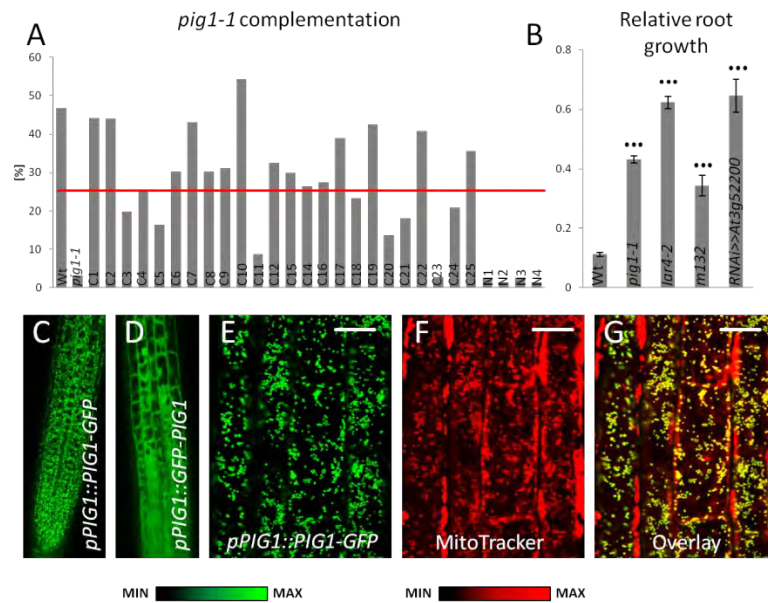 pig1-1 complementation
Relative root
growth
A
B
60
50
40
30
20
10
0
[%]
Wt
pig1-1
C1
C2
C3
C4
C5
C6
C7
C8
C9
C10
C11
C12
C15
C14
C16
C17
C18
C19
C20
C21
C22
C23
C24
C25
N1
N2
N3
N4
0.8
0.6
0.4
0.2
0
•••
•••
•••
•••
Wt
pig1-1
lar4-2
m132
RNAi>>At3g52200
C
D
E
F
G
pPIG1::PIG1-GFP
pPIG1::GFP-PIG1
pPIG1::PIG1-GFP
MitoTracker
Overlay
MIN
MAX
MIN
MAX